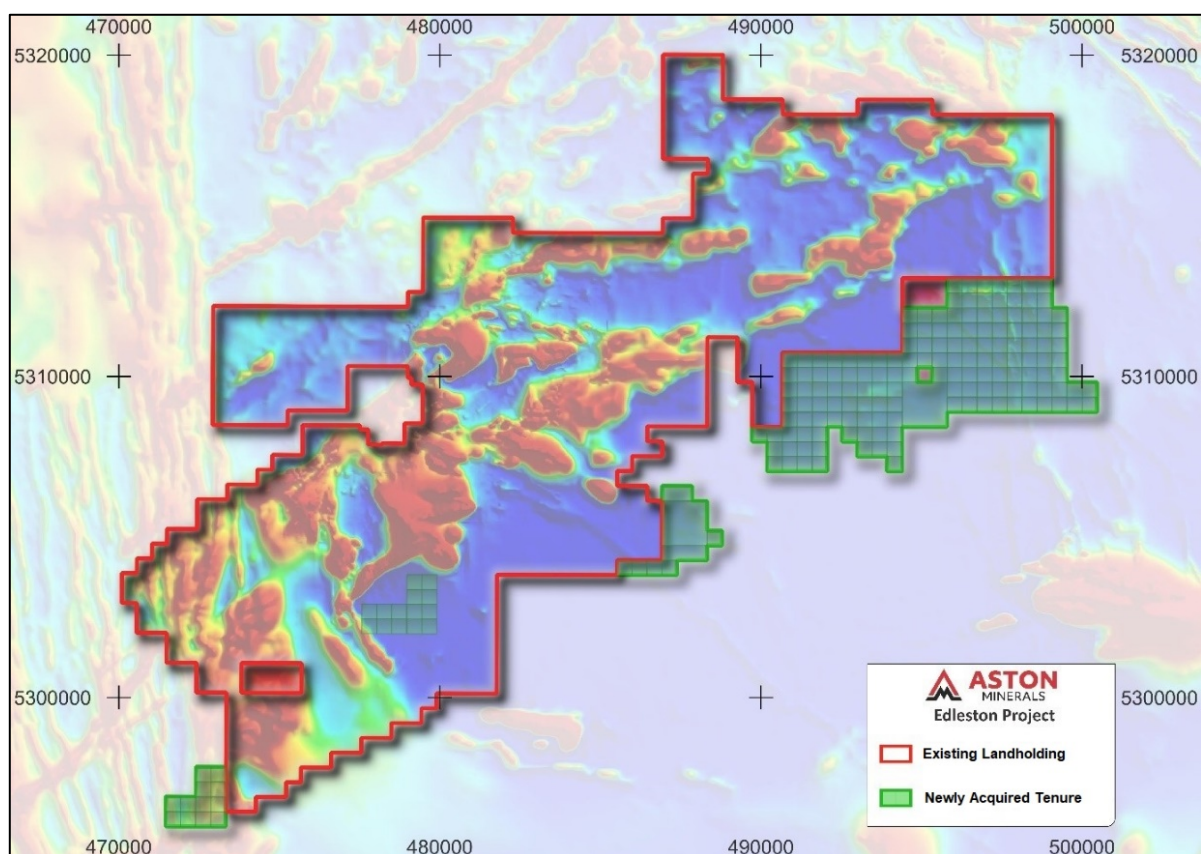 470000 480000 490000 500000
5320000 5320000
5310000 5310000
5300000 5300000
ASTON
MINERALS
Edleston Project
Existing Landholding
Newly Acquired Tenure
470000 480000 490000 500000